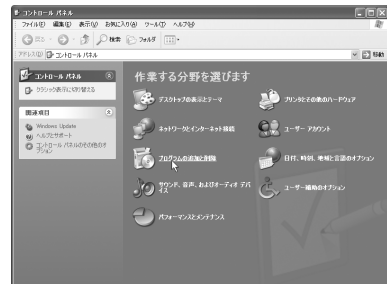 コントロール パネル
ファイル(F) 編集(E) 表示(V) お気に入り(A) ツール(T) ヘルプ(H)
戻る 検索 フォルダ
アドレス(D) コントロール パネル 移動
コントロール パネル
クラシック表示に切り替える
関連項目
Windows Update
ヘルプとサポート
コントロール パネルのその他のオプション
作業する分野を選びます
デスクトップの表示とテーマ
プリンタとその他のハードウェア
ネットワークとインターネット接続
ユーザー アカウント
プログラムの追加と削除
日付、時刻、地域と言語のオプション
サウンド、音声、およびオーディオ デバイス
ユーザー補助のオプション
パフォーマンスとメンテナンス